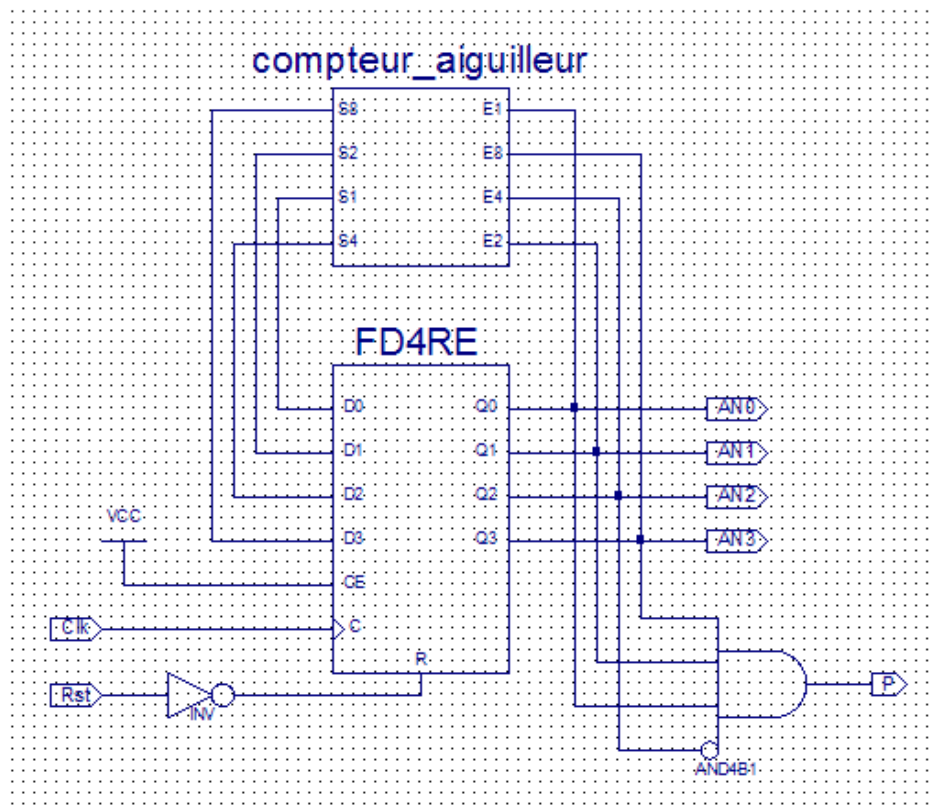 compteur_aiguilleur
S8 E1
S2 E8
S1 E4
S4 E2
FD4RE
D0 Q0 AN0
D1 Q1 AN1
D2 Q2 AN2
VCC
D3 Q3 AN3
CE
Clk C
R
Rst
INV
P
AND4B1